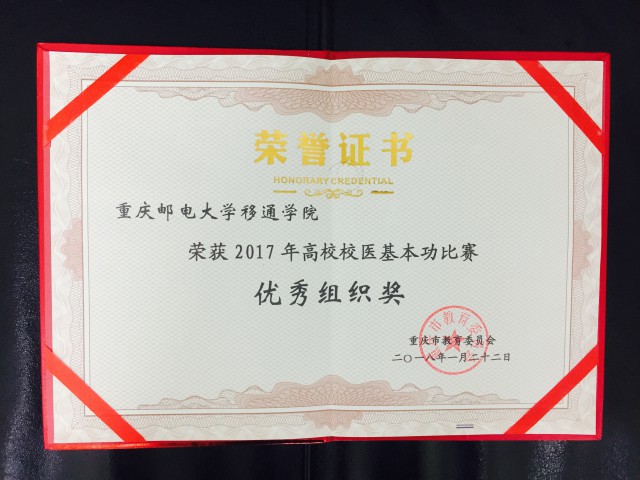 荣誉证书
HONORARY CREDENTIAL
重庆邮电大学移通学院
荣获2017年高校校医基本功比赛
优秀组织奖
重庆市教育委员会
二〇一八年一月二十二日